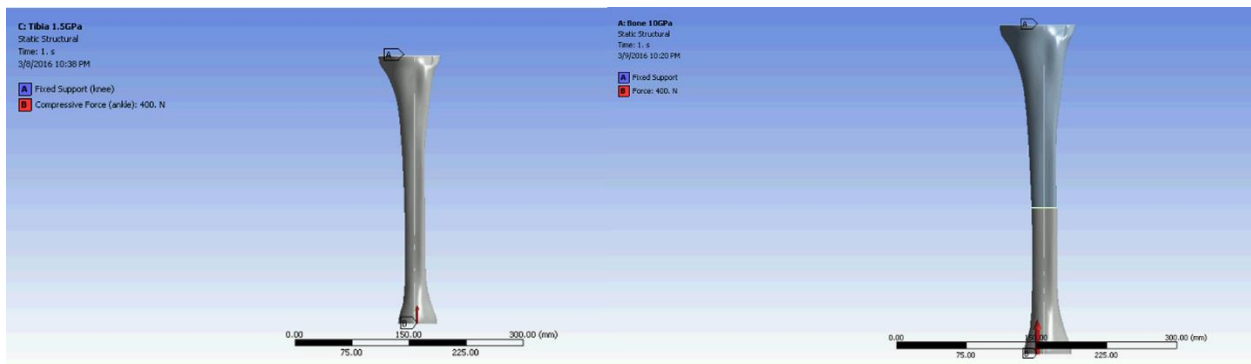 C: Tibia 1.5GPa
Static Structural
Time: 1. s
3/8/2016 10:38 PM
A Fixed Support (knee)
B Compressive Force (ankle): 400. N
A
B
0.00 150.00 300.00 (mm)
75.00 225.00
A: Bone 10GPa
Static Structural
Time: 1. s
3/9/2016 10:20 PM
A Fixed Support
B Force: 400. N
A
B
0.00 150.00 300.00 (mm)
75.00 225.00